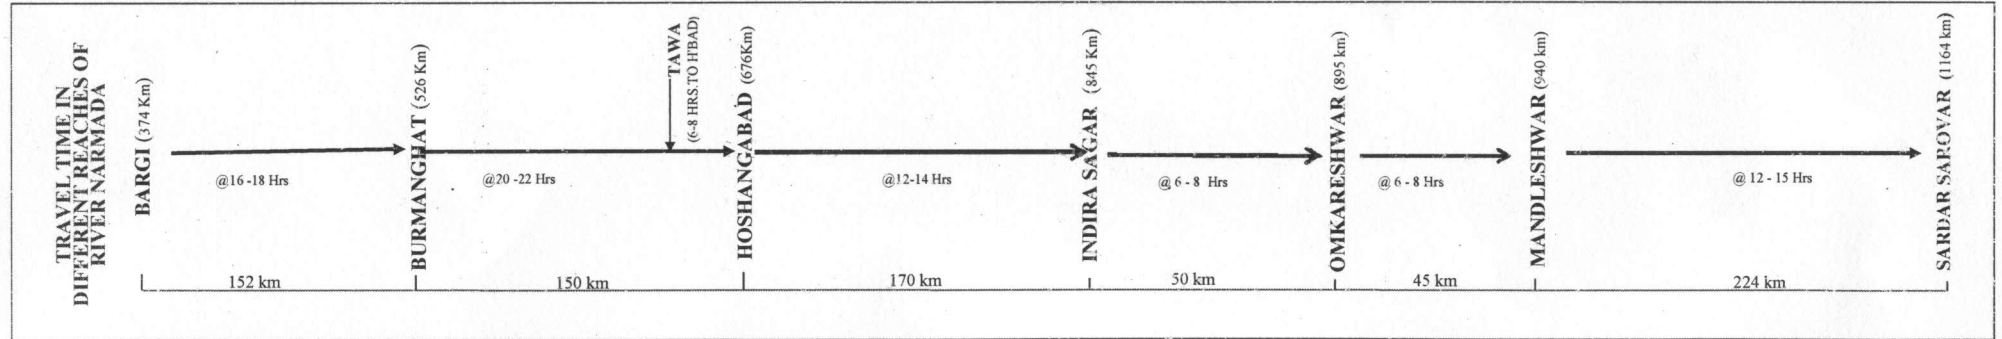 TRAVEL TIME IN
DIFFERENT REACHES OF
RIVER NARMADA
BARGI (374 Km)
@16 -18 Hrs
BURMANGHAT (526 Km)
@20 -22 Hrs
TAWA
(6-8 HRS.TO H'BAD)
HOSHANGABAD (676Km)
@12-14 Hrs
INDIRA SAGAR (845 Km)
@ 6 - 8 Hrs
OMKARESHWAR (895 km)
@ 6 - 8 Hrs
MANDLESHWAR (940 km)
@ 12 - 15 Hrs
SARDAR SAROVAR (1164 km)
152 km
150 km
170 km
50 km
45 km
224 km